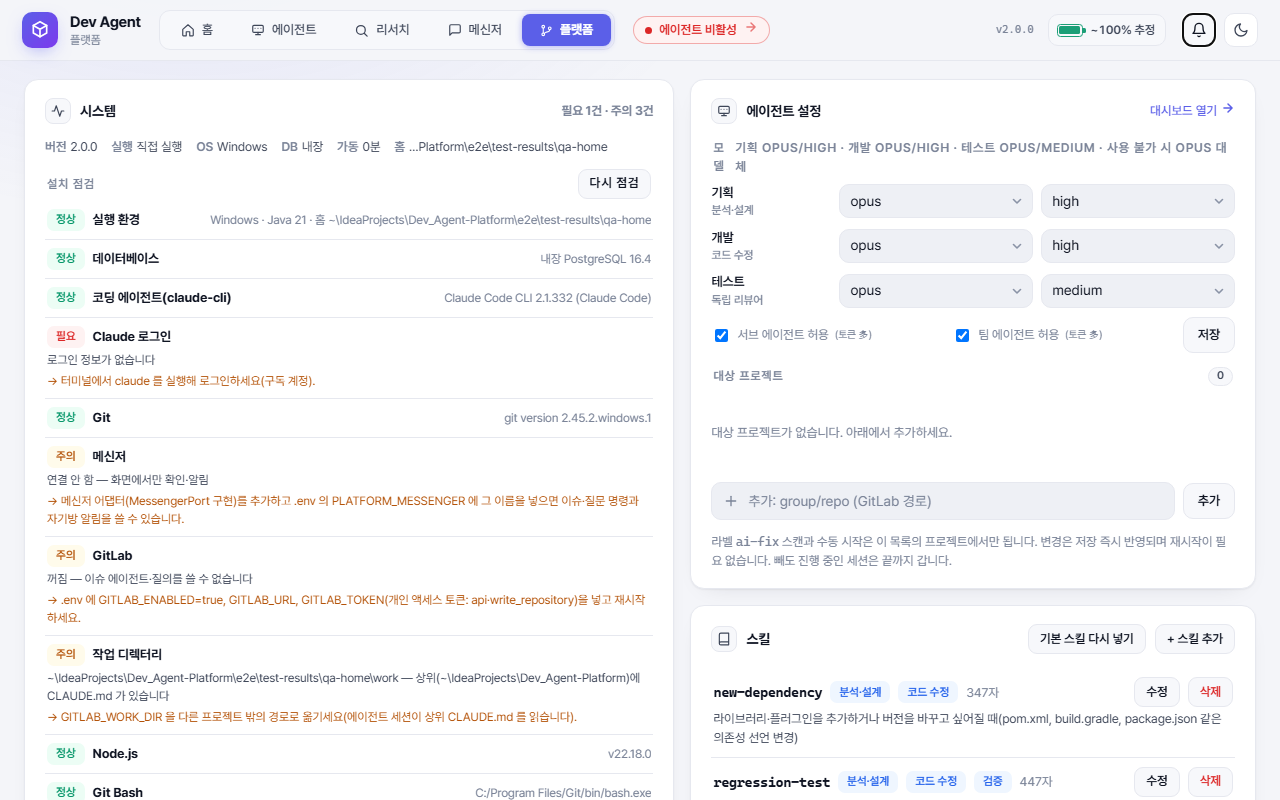 Dev Agent
플랫폼
홈
에이전트
리서치
메신저
플랫폼
에이전트 비활성 →
v2.0.0
~100% 추정
시스템
필요 1건 · 주의 3건
버전 2.0.0 실행 직접 실행 OS Windows DB 내장 가동 0분 홈 ...Platform\e2e\test-results\qa-home
설치 점검
다시 점검
정상 실행 환경 Windows · Java 21 · 홈 ~\IdeaProjects\Dev_Agent-Platform\e2e\test-results\qa-home
정상 데이터베이스 내장 PostgreSQL 16.4
정상 코딩 에이전트(claude-cli) Claude Code CLI 2.1.332 (Claude Code)
필요 Claude 로그인
로그인 정보가 없습니다
→ 터미널에서 claude 를 실행해 로그인하세요(구독 계정).
정상 Git git version 2.45.2.windows.1
주의 메신저
연결 안 함 — 화면에서만 확인·알림
→ 메신저 어댑터(MessengerPort 구현)를 추가하고 .env 의 PLATFORM_MESSENGER 에 그 이름을 넣으면 이슈·질문 명령과
자기방 알림을 쓸 수 있습니다.
주의 GitLab
꺼짐 — 이슈 에이전트·질의를 쓸 수 없습니다
→ .env 에 GITLAB_ENABLED=true, GITLAB_URL, GITLAB_TOKEN(개인 액세스 토큰: api·write_repository)을 넣고 재시작
하세요.
주의 작업 디렉터리
~\IdeaProjects\Dev_Agent-Platform\e2e\test-results\qa-home\work — 상위(~\IdeaProjects\Dev_Agent-Platform)에
CLAUDE.md 가 있습니다
→ GITLAB_WORK_DIR 을 다른 프로젝트 밖의 경로로 옮기세요(에이전트 세션이 상위 CLAUDE.md 를 읽습니다).
정상 Node.js v22.18.0
정상 Git Bash C:/Program Files/Git/bin/bash.exe
에이전트 설정
대시보드 열기 →
모 기획 OPUS/HIGH · 개발 OPUS/HIGH · 테스트 OPUS/MEDIUM · 사용 불가 시 OPUS 대
델 체
기획 opus high
분석·설계
개발 opus high
코드 수정
테스트 opus medium
독립 리뷰어
서브 에이전트 허용 (토큰 多)
팀 에이전트 허용 (토큰 多)
저장
대상 프로젝트 0
대상 프로젝트가 없습니다. 아래에서 추가하세요.
+ 추가: group/repo (GitLab 경로)
추가
라벨 ai-fix 스캔과 수동 시작은 이 목록의 프로젝트에서만 됩니다. 변경은 저장 즉시 반영되며 재시작이 필
요 없습니다. 빼도 진행 중인 세션은 끝까지 갑니다.
스킬
기본 스킬 다시 넣기
+ 스킬 추가
new-dependency 분석·설계 코드 수정 347자 수정 삭제
라이브러리·플러그인을 추가하거나 버전을 바꾸고 싶어질 때(pom.xml, build.gradle, package.json 같은
의존성 선언 변경)
regression-test 분석·설계 코드 수정 검증 447자 수정 삭제